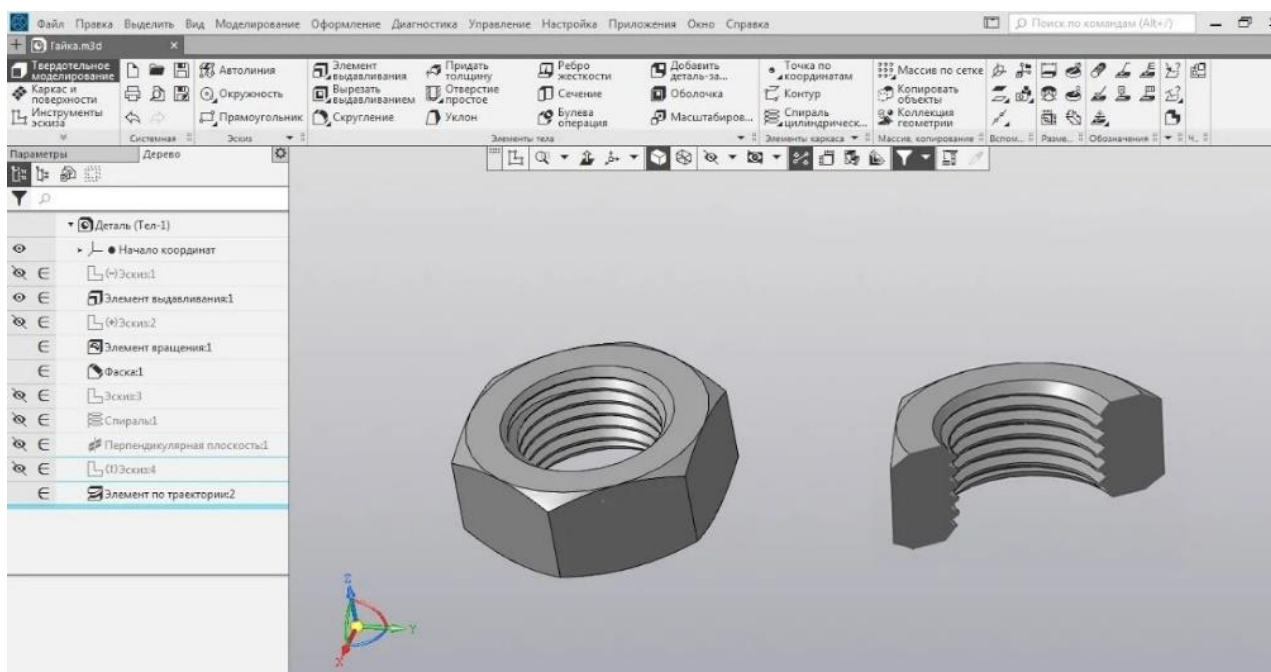 Файл Правка Выделить Вид Моделирование Оформление Диагностика Управление Настройка Приложения Окно Справка
Поиск по командам (Alt+/)
Гайка.m3d
Твердотельное моделирование
Каркас и поверхности
Инструменты эскиза
Системная
Автолиния
Окружность
Прямоугольник
Эскиз
Элемент выдавливания
Вырезать выдавливанием
Скругление
Придать толщину
Отверстие простое
Уклон
Ребро жесткости
Сечение
Булева операция
Добавить деталь-за...
Оболочка
Масштабиров...
Элементы тела
Точка по координатам
Контур
Спираль цилиндрическ...
Элементы каркаса
Массив по сетке
Копировать объекты
Коллекция геометрии
Массив, копирование
Вспом...
Разме...
Обозначения
Ч...
Параметры
Дерево
Деталь (Тел-1)
Начало координат
(-)Эскиз:1
Элемент выдавливания:1
(+)Эскиз:2
Элемент вращения:1
Фаска:1
Эскиз:3
Спираль:1
Перпендикулярная плоскость:1
Эскиз:4
Элемент по траектории:2
Z
Y
X